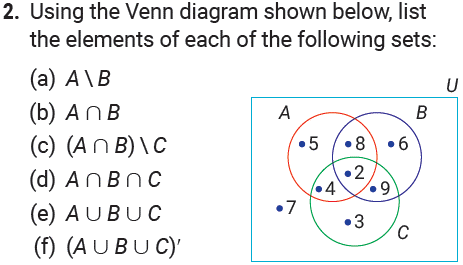 2. Using the Venn diagram shown below, list
the elements of each of the following sets:
(a) A \ B
(b) A ∩ B
(c) (A ∩ B) \ C
(d) A ∩ B ∩ C
(e) A ∪ B ∪ C
(f) (A ∪ B ∪ C)′
U
A
B
•5
•8
•6
•2
•4
•9
•7
•3
C